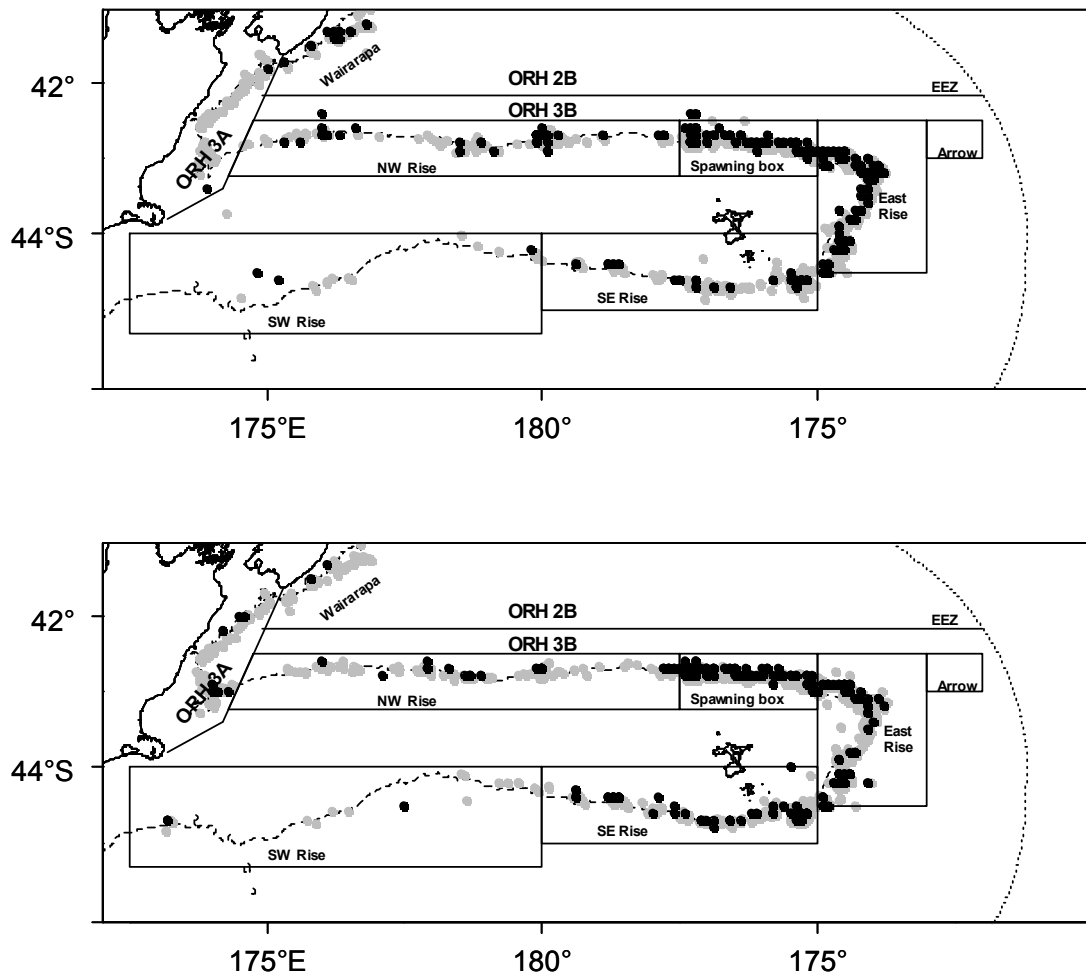 Wairarapa
42°
ORH 2B
EEZ
ORH 3B
ORH 3A
NW Rise
Spawning box
Arrow
East
Rise
44°S
SE Rise
SW Rise
175°E
180°
175°
Wairarapa
42°
ORH 2B
EEZ
ORH 3B
ORH 3A
NW Rise
Spawning box
Arrow
East
Rise
44°S
SE Rise
SW Rise
175°E
180°
175°